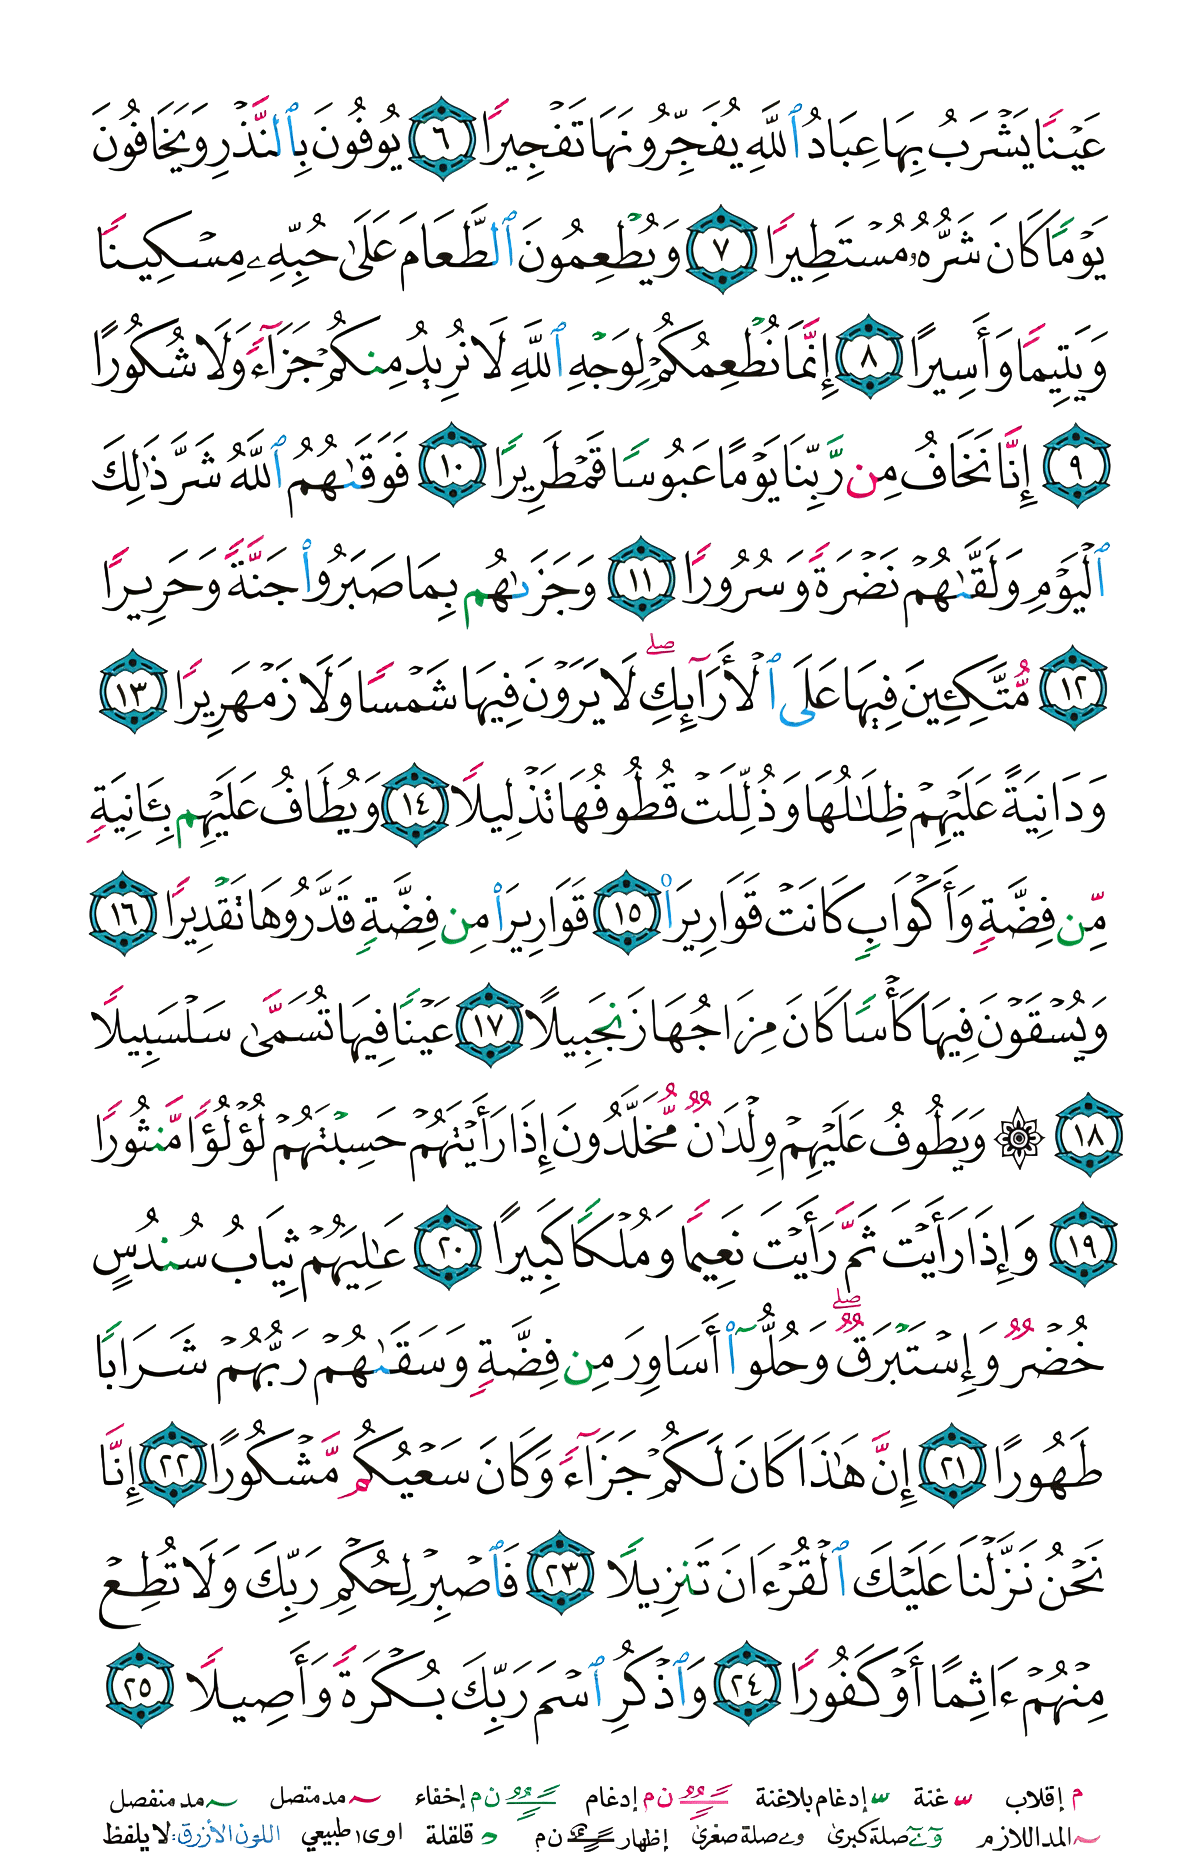 عَيْنًا يَشْرَبُ بِهَا عِبَادُ ٱللَّهِ يُفَجِّرُونَهَا تَفْجِيرًا ٦ يُوفُونَ بِٱلنَّذْرِ وَيَخَافُونَ
يَوْمًا كَانَ شَرُّهُۥ مُسْتَطِيرًا ٧ وَيُطْعِمُونَ ٱلطَّعَامَ عَلَىٰ حُبِّهِۦ مِسْكِينًا
وَيَتِيمًا وَأَسِيرًا ٨ إِنَّمَا نُطْعِمُكُمْ لِوَجْهِ ٱللَّهِ لَا نُرِيدُ مِنكُمْ جَزَآءً وَلَا شُكُورًا
٩ إِنَّا نَخَافُ مِن رَّبِّنَا يَوْمًا عَبُوسًا قَمْطَرِيرًا ١٠ فَوَقَىٰهُمُ ٱللَّهُ شَرَّ ذَٰلِكَ
ٱلْيَوْمِ وَلَقَّىٰهُمْ نَضْرَةً وَسُرُورًا ١١ وَجَزَىٰهُم بِمَا صَبَرُوا۟ جَنَّةً وَحَرِيرًا
١٢ مُّتَّكِـِٔينَ فِيهَا عَلَى ٱلْأَرَآئِكِ ۖ لَا يَرَوْنَ فِيهَا شَمْسًا وَلَا زَمْهَرِيرًا ١٣
وَدَانِيَةً عَلَيْهِمْ ظِلَـٰلُهَا وَذُلِّلَتْ قُطُوفُهَا تَذْلِيلًا ١٤ وَيُطَافُ عَلَيْهِم بِـَٔانِيَةٍ
مِّن فِضَّةٍ وَأَكْوَابٍ كَانَتْ قَوَارِيرَا۠ ١٥ قَوَارِيرَا۟ مِن فِضَّةٍ قَدَّرُوهَا تَقْدِيرًا ١٦
وَيُسْقَوْنَ فِيهَا كَأْسًا كَانَ مِزَاجُهَا زَنجَبِيلًا ١٧ عَيْنًا فِيهَا تُسَمَّىٰ سَلْسَبِيلًا
١٨ ۞ وَيَطُوفُ عَلَيْهِمْ وِلْدَٰنٌ مُّخَلَّدُونَ إِذَا رَأَيْتَهُمْ حَسِبْتَهُمْ لُؤْلُؤًا مَّنثُورًا
١٩ وَإِذَا رَأَيْتَ ثَمَّ رَأَيْتَ نَعِيمًا وَمُلْكًا كَبِيرًا ٢٠ عَـٰلِيَهُمْ ثِيَابُ سُندُسٍ
خُضْرٌ وَإِسْتَبْرَقٌ ۖ وَحُلُّوٓا۟ أَسَاوِرَ مِن فِضَّةٍ وَسَقَىٰهُمْ رَبُّهُمْ شَرَابًا
طَهُورًا ٢١ إِنَّ هَـٰذَا كَانَ لَكُمْ جَزَآءً وَكَانَ سَعْيُكُم مَّشْكُورًا ٢٢ إِنَّا
نَحْنُ نَزَّلْنَا عَلَيْكَ ٱلْقُرْءَانَ تَنزِيلًا ٢٣ فَٱصْبِرْ لِحُكْمِ رَبِّكَ وَلَا تُطِعْ
مِنْهُمْ ءَاثِمًا أَوْ كَفُورًا ٢٤ وَٱذْكُرِ ٱسْمَ رَبِّكَ بُكْرَةً وَأَصِيلًا ٢٥
م إقلاب غنة إدغام بلاغنة ن م إدغام ن م إخفاء مد متصل مد منفصل
المد اللازم صلة كبرى صلة صغرى إظهار ن م قلقلة اوى طبيعي اللون الأزرق: لا يلفظ